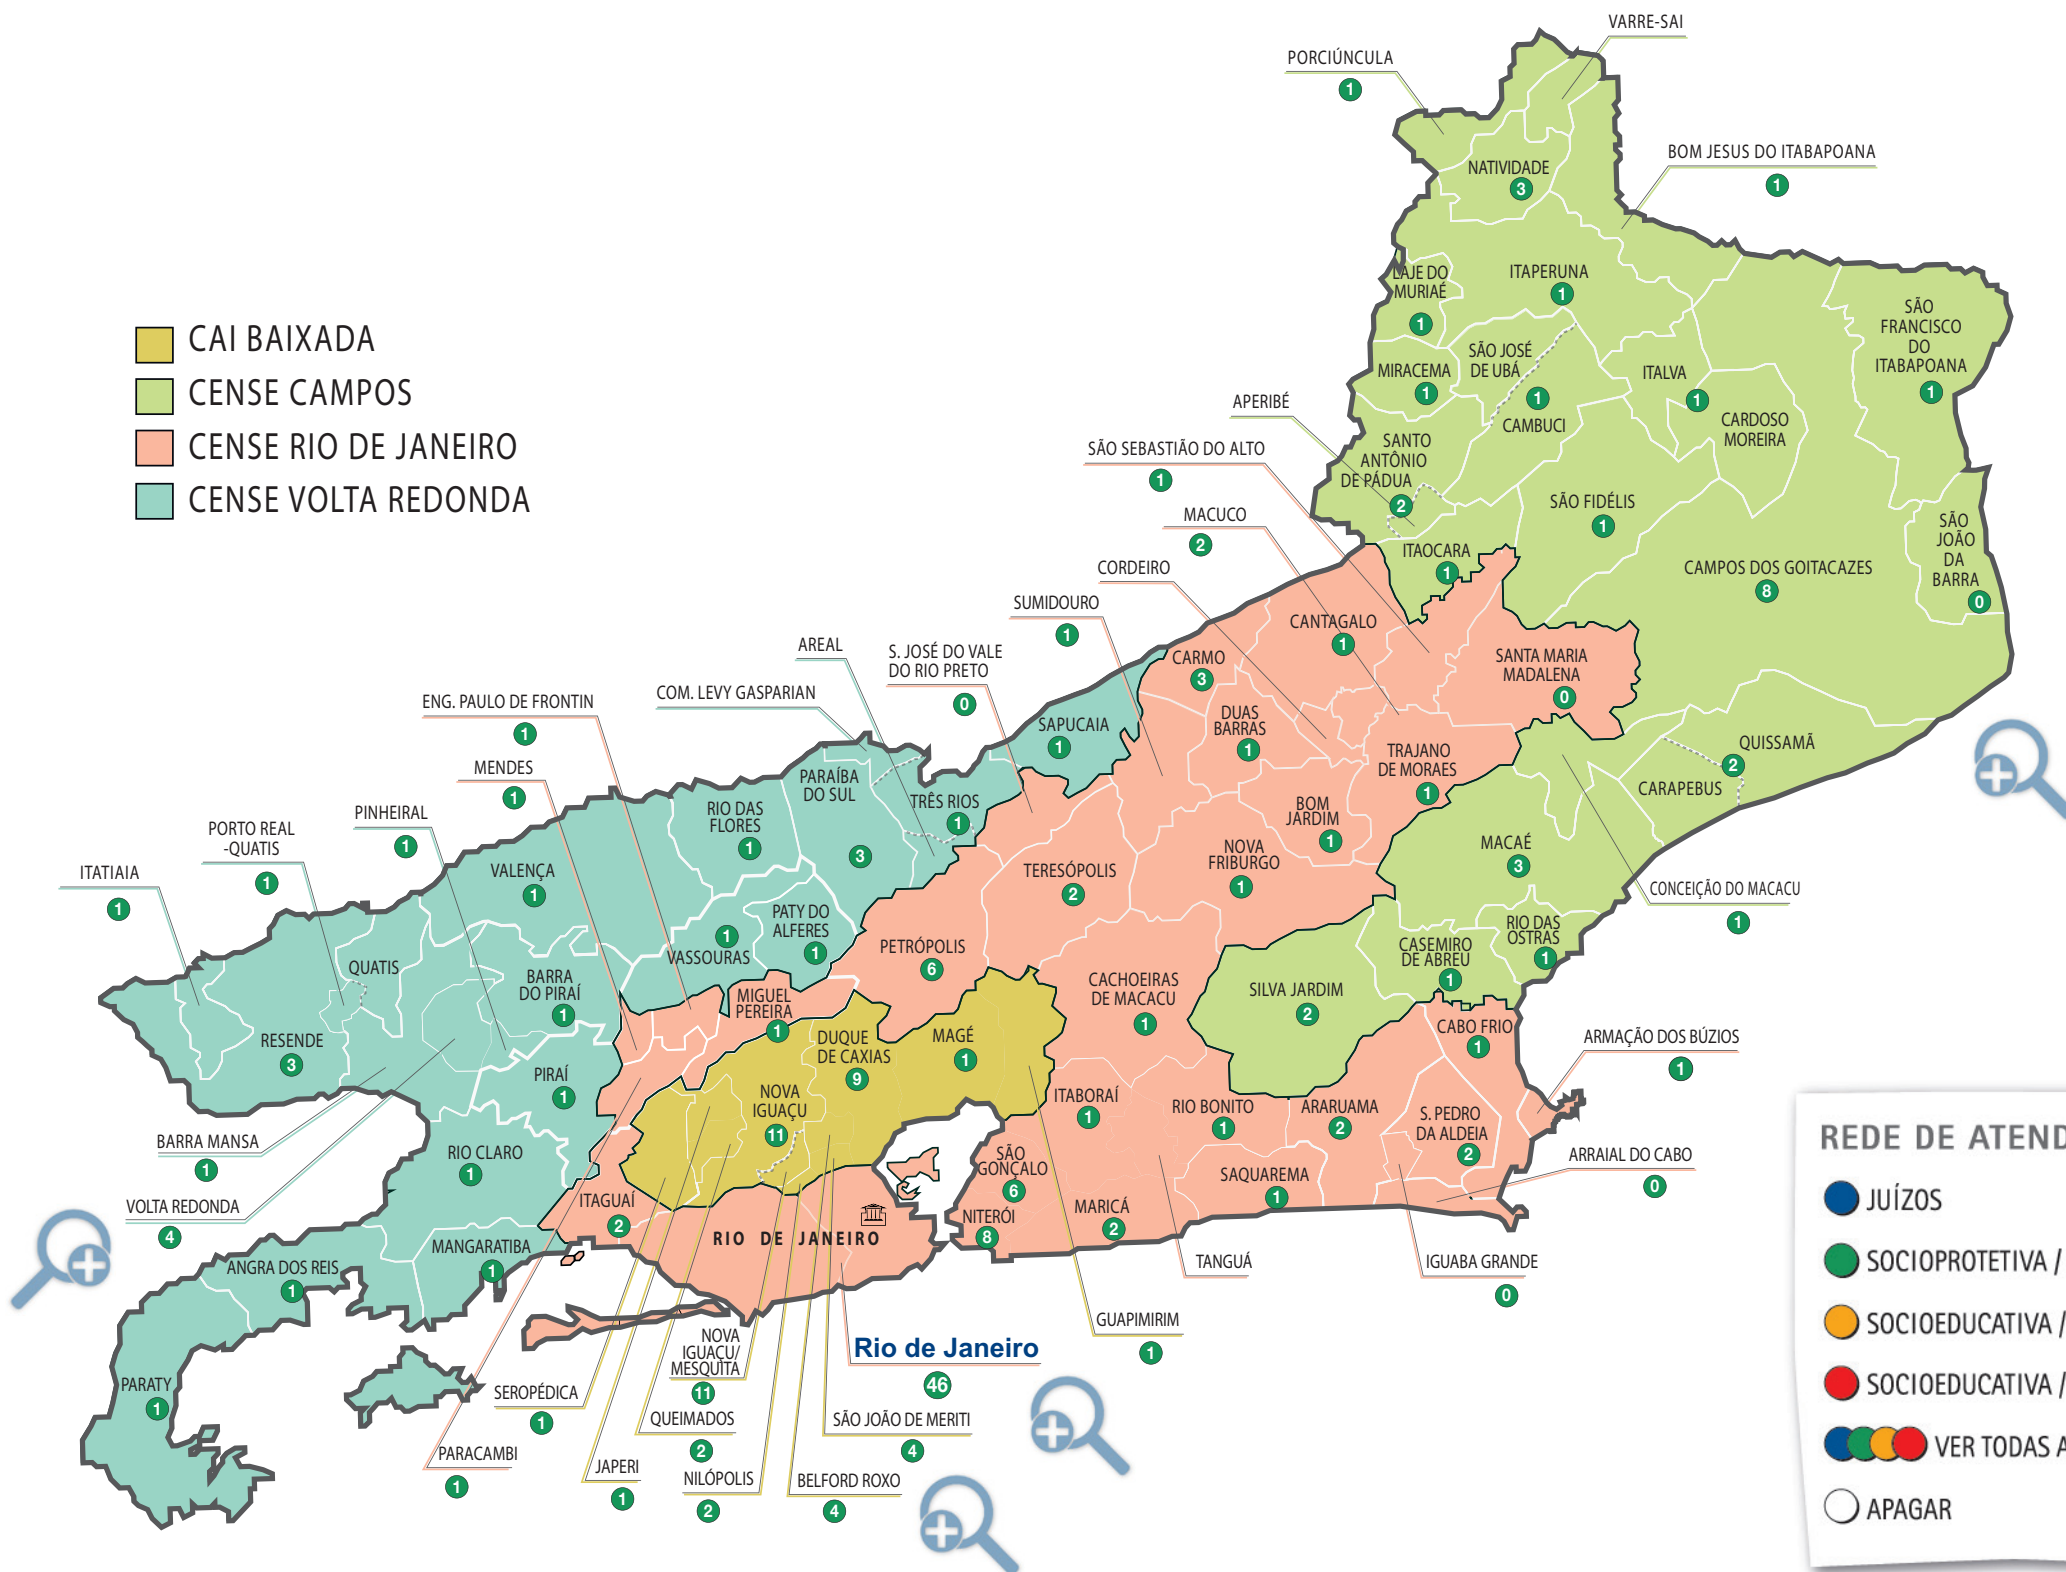 VARRE-SAI
PORCIÚNCULA
1
BOM JESUS DO ITABAPOANA
1
NATIVIDADE
3
LAJE DO
MURIAÉ
1
ITAPERUNA
1
SÃO
FRANCISCO
DO
ITABAPOANA
1
CAI BAIXADA
CENSE CAMPOS
CENSE RIO DE JANEIRO
CENSE VOLTA REDONDA
MIRACEMA
1
SÃO JOSÉ
DE UBÁ
1
CAMBUCI
ITALVA
1
CARDOSO
MOREIRA
APERIBÉ
SANTO
ANTÔNIO
DE PÁDUA
2
SÃO SEBASTIÃO DO ALTO
1
SÃO FIDÉLIS
1
MACUCO
2
ITAOCARA
1
CAMPOS DOS GOITACAZES
8
SÃO
JOÃO
DA
BARRA
0
CORDEIRO
SUMIDOURO
1
CANTAGALO
1
CARMO
3
SANTA MARIA
MADALENA
0
AREAL
S. JOSÉ DO VALE
DO RIO PRETO
0
COM. LEVY GASPARIAN
ENG. PAULO DE FRONTIN
1
SAPUCAIA
1
DUAS
BARRAS
1
TRAJANO
DE MORAES
1
QUISSAMÃ
2
CARAPEBUS
MENDES
1
PARAÍBA
DO SUL
3
TRÊS RIOS
1
RIO DAS
FLORES
1
BOM
JARDIM
1
PINHEIRAL
1
PORTO REAL
-QUATIS
1
MACAÉ
3
NOVA
FRIBURGO
1
TERESÓPOLIS
2
VALENÇA
1
ITATIAIA
1
CONCEIÇÃO DO MACACU
1
PATY DO
ALFERES
1
RIO DAS
OSTRAS
1
VASSOURAS
1
PETRÓPOLIS
6
CASEMIRO
DE ABREU
1
QUATIS
BARRA
DO PIRAÍ
1
CACHOEIRAS
DE MACACU
1
SILVA JARDIM
2
MIGUEL
PEREIRA
1
RESENDE
3
DUQUE
DE CAXIAS
9
MAGÉ
1
CABO FRIO
1
ARMAÇÃO DOS BÚZIOS
1
PIRAÍ
1
NOVA
IGUAÇU
11
ITABORAÍ
1
RIO BONITO
1
ARARUAMA
2
S. PEDRO
DA ALDEIA
2
BARRA MANSA
1
RIO CLARO
1
SÃO
GONÇALO
6
SAQUAREMA
1
ARRAIAL DO CABO
0
VOLTA REDONDA
4
ITAGUAÍ
2
RIO DE JANEIRO
NITERÓI
8
MARICÁ
2
MANGARATIBA
1
ANGRA DOS REIS
1
TANGUÁ
IGUABA GRANDE
0
GUAPIMIRIM
1
PARATY
1
NOVA
IGUAÇU/
MESQUITA
11
Rio de Janeiro
46
SEROPÉDICA
1
QUEIMADOS
2
SÃO JOÃO DE MERITI
4
PARACAMBI
1
JAPERI
1
NILÓPOLIS
2
BELFORD ROXO
4
REDE DE ATEND
JUÍZOS
SOCIOPROTETIVA /
SOCIOEDUCATIVA /
SOCIOEDUCATIVA /
VER TODAS A
APAGAR